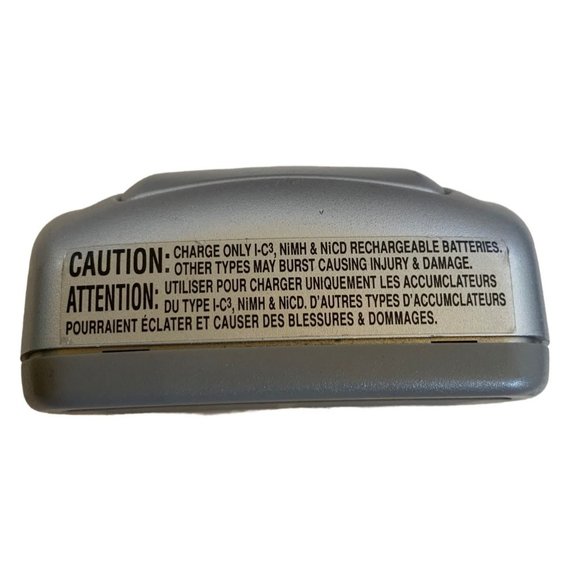 CAUTION: CHARGE ONLY I-C³, NiMH & NiCD RECHARGEABLE BATTERIES.
OTHER TYPES MAY BURST CAUSING INJURY & DAMAGE.
ATTENTION: UTILISER POUR CHARGER UNIQUEMENT LES ACCUMCLATEURS
DU TYPE I-C³, NiMH & NiCD. D'AUTRES TYPES D'ACCUMCLATEURS
POURRAIENT ÉCLATER ET CAUSER DES BLESSURES & DOMMAGES.